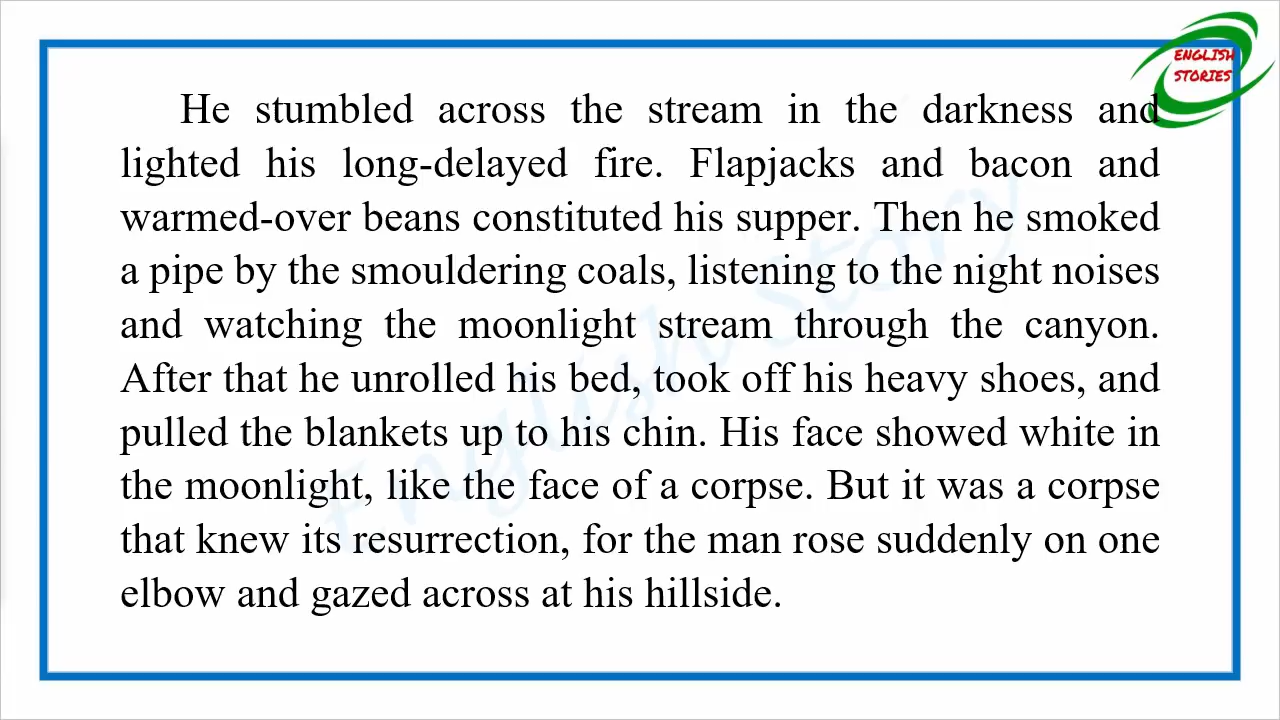 ENGLISH
STORIES
He stumbled across the stream in the darkness and
lighted his long-delayed fire. Flapjacks and bacon and
warmed-over beans constituted his supper. Then he smoked
a pipe by the smouldering coals, listening to the night noises
and watching the moonlight stream through the canyon.
After that he unrolled his bed, took off his heavy shoes, and
pulled the blankets up to his chin. His face showed white in
the moonlight, like the face of a corpse. But it was a corpse
that knew its resurrection, for the man rose suddenly on one
elbow and gazed across at his hillside.
English Story